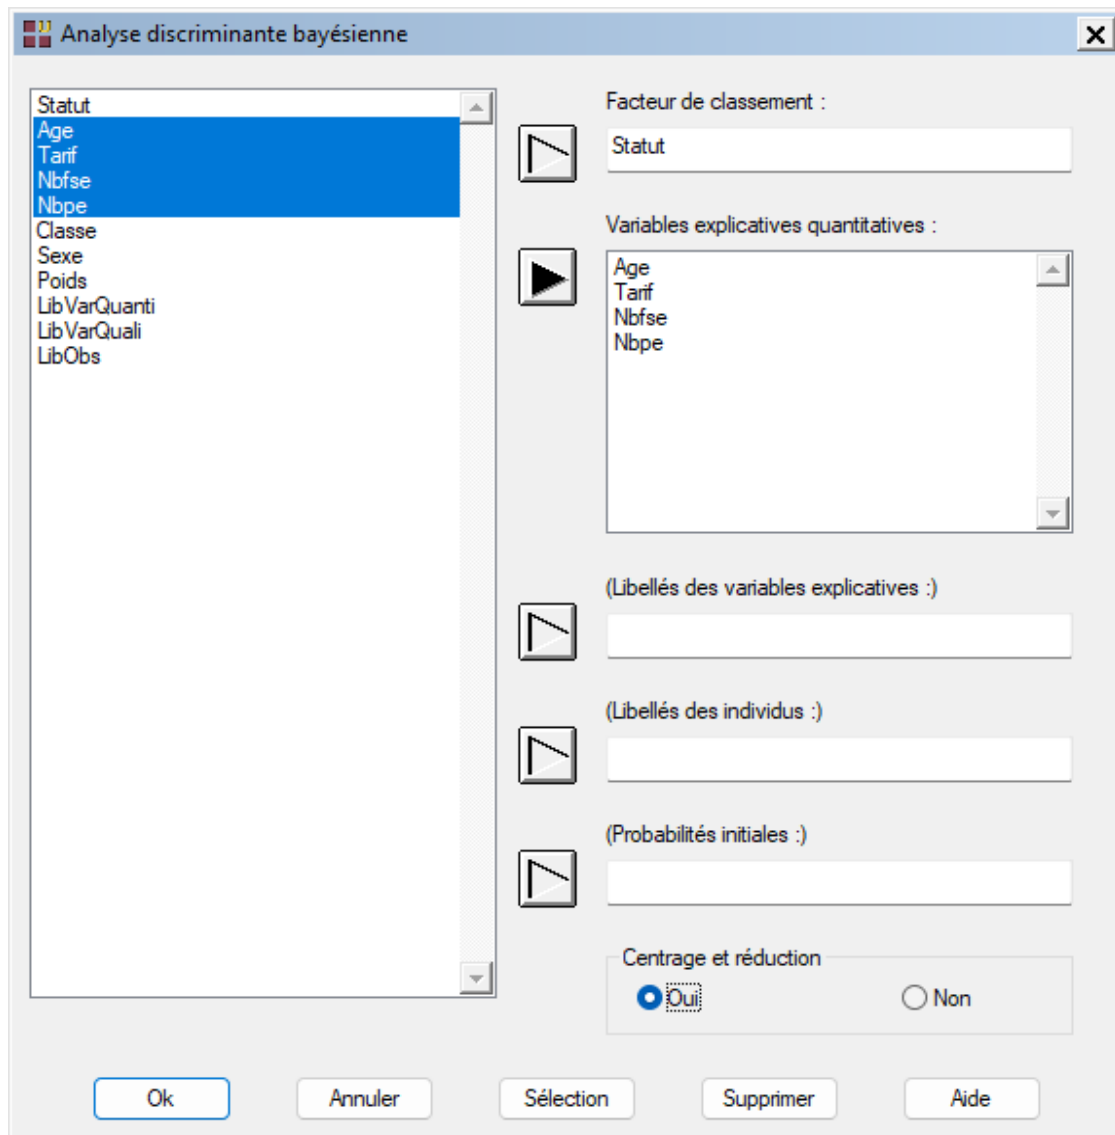 Analyse discriminante bayésienne
Statut
Age
Tarif
Nbfse
Nbpe
Classe
Sexe
Poids
LibVarQuanti
LibVarQuali
LibObs
Facteur de classement :
Statut
Variables explicatives quantitatives :
Age
Tarif
Nbfse
Nbpe
(Libellés des variables explicatives :)
(Libellés des individus :)
(Probabilités initiales :)
Centrage et réduction
Oui
Non
Ok
Annuler
Sélection
Supprimer
Aide